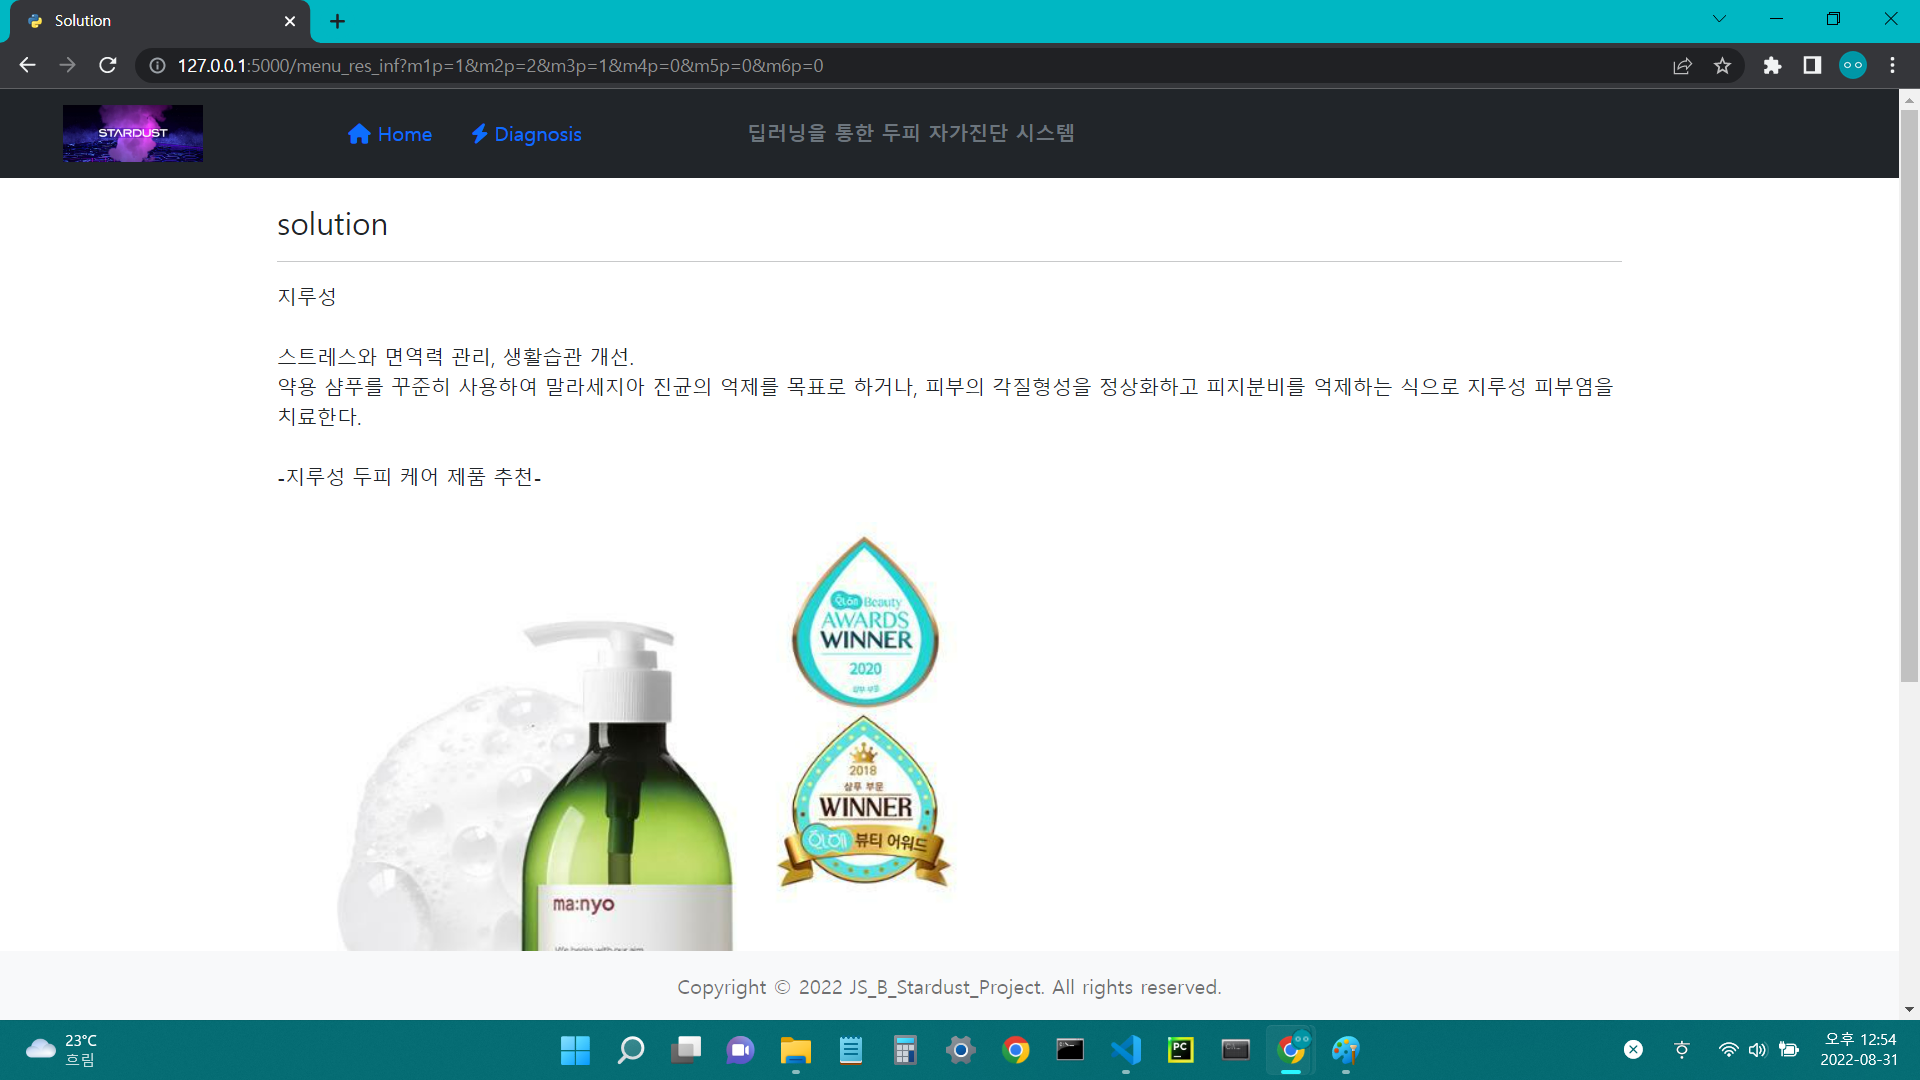 Solution
127.0.0.1:5000/menu_res_inf?m1p=1&m2p=2&m3p=1&m4p=0&m5p=0&m6p=0
STARDUST
Home
Diagnosis
딥러닝을 통한 두피 자가진단 시스템
solution
지루성
스트레스와 면역력 관리, 생활습관 개선.
약용 샴푸를 꾸준히 사용하여 말라세지아 진균의 억제를 목표로 하거나, 피부의 각질형성을 정상화하고 피지분비를 억제하는 식으로 지루성 피부염을
치료한다.
-지루성 두피 케어 제품 추천-
Beauty
AWARDS
WINNER
2020
2018
샴푸 부문
WINNER
뷰티 어워드
ma:nyo
We begin with our aim
Copyright © 2022 JS_B_Stardust_Project. All rights reserved.
23°C
흐림
PC
오후 12:54
2022-08-31